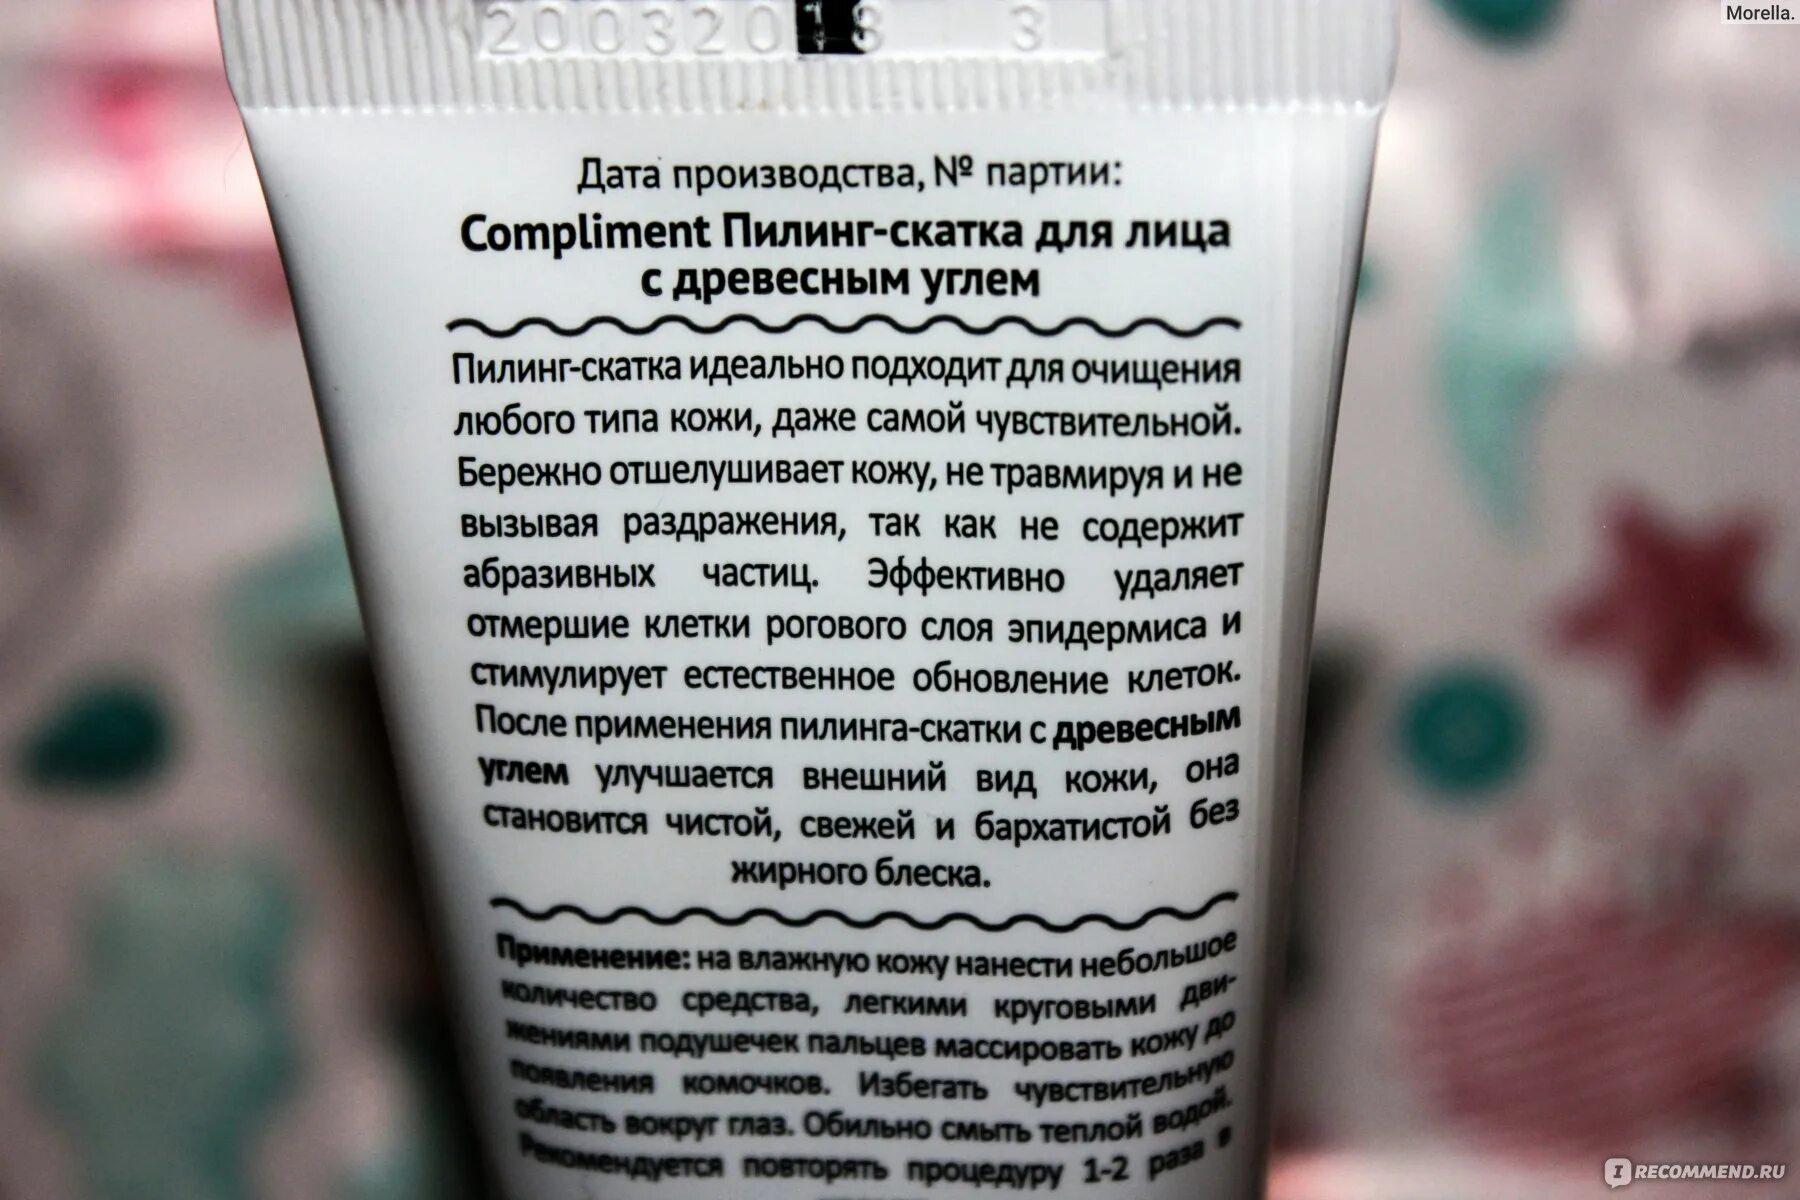 Morella.
20032018 3
Дата производства, № партии:
Compliment Пилинг-скатка для лица
с древесным углем
Пилинг-скатка идеально подходит для очищения
любого типа кожи, даже самой чувствительной.
Бережно отшелушивает кожу, не травмируя и не
вызывая раздражения, так как не содержит
абразивных частиц. Эффективно удаляет
отмершие клетки рогового слоя эпидермиса и
стимулирует естественное обновление клеток.
После применения пилинга-скатки с древесным
углем улучшается внешний вид кожи, она
становится чистой, свежей и бархатистой без
жирного блеска.
Применение: на влажную кожу нанести небольшое
количество средства, легкими круговыми дви-
жениями подушечек пальцев массировать кожу до
появления комочков. Избегать чувствительную
область вокруг глаз. Обильно смыть теплой водой.
Рекомендуется повторять процедуру 1-2 раза в
IRECOMMEND.RU